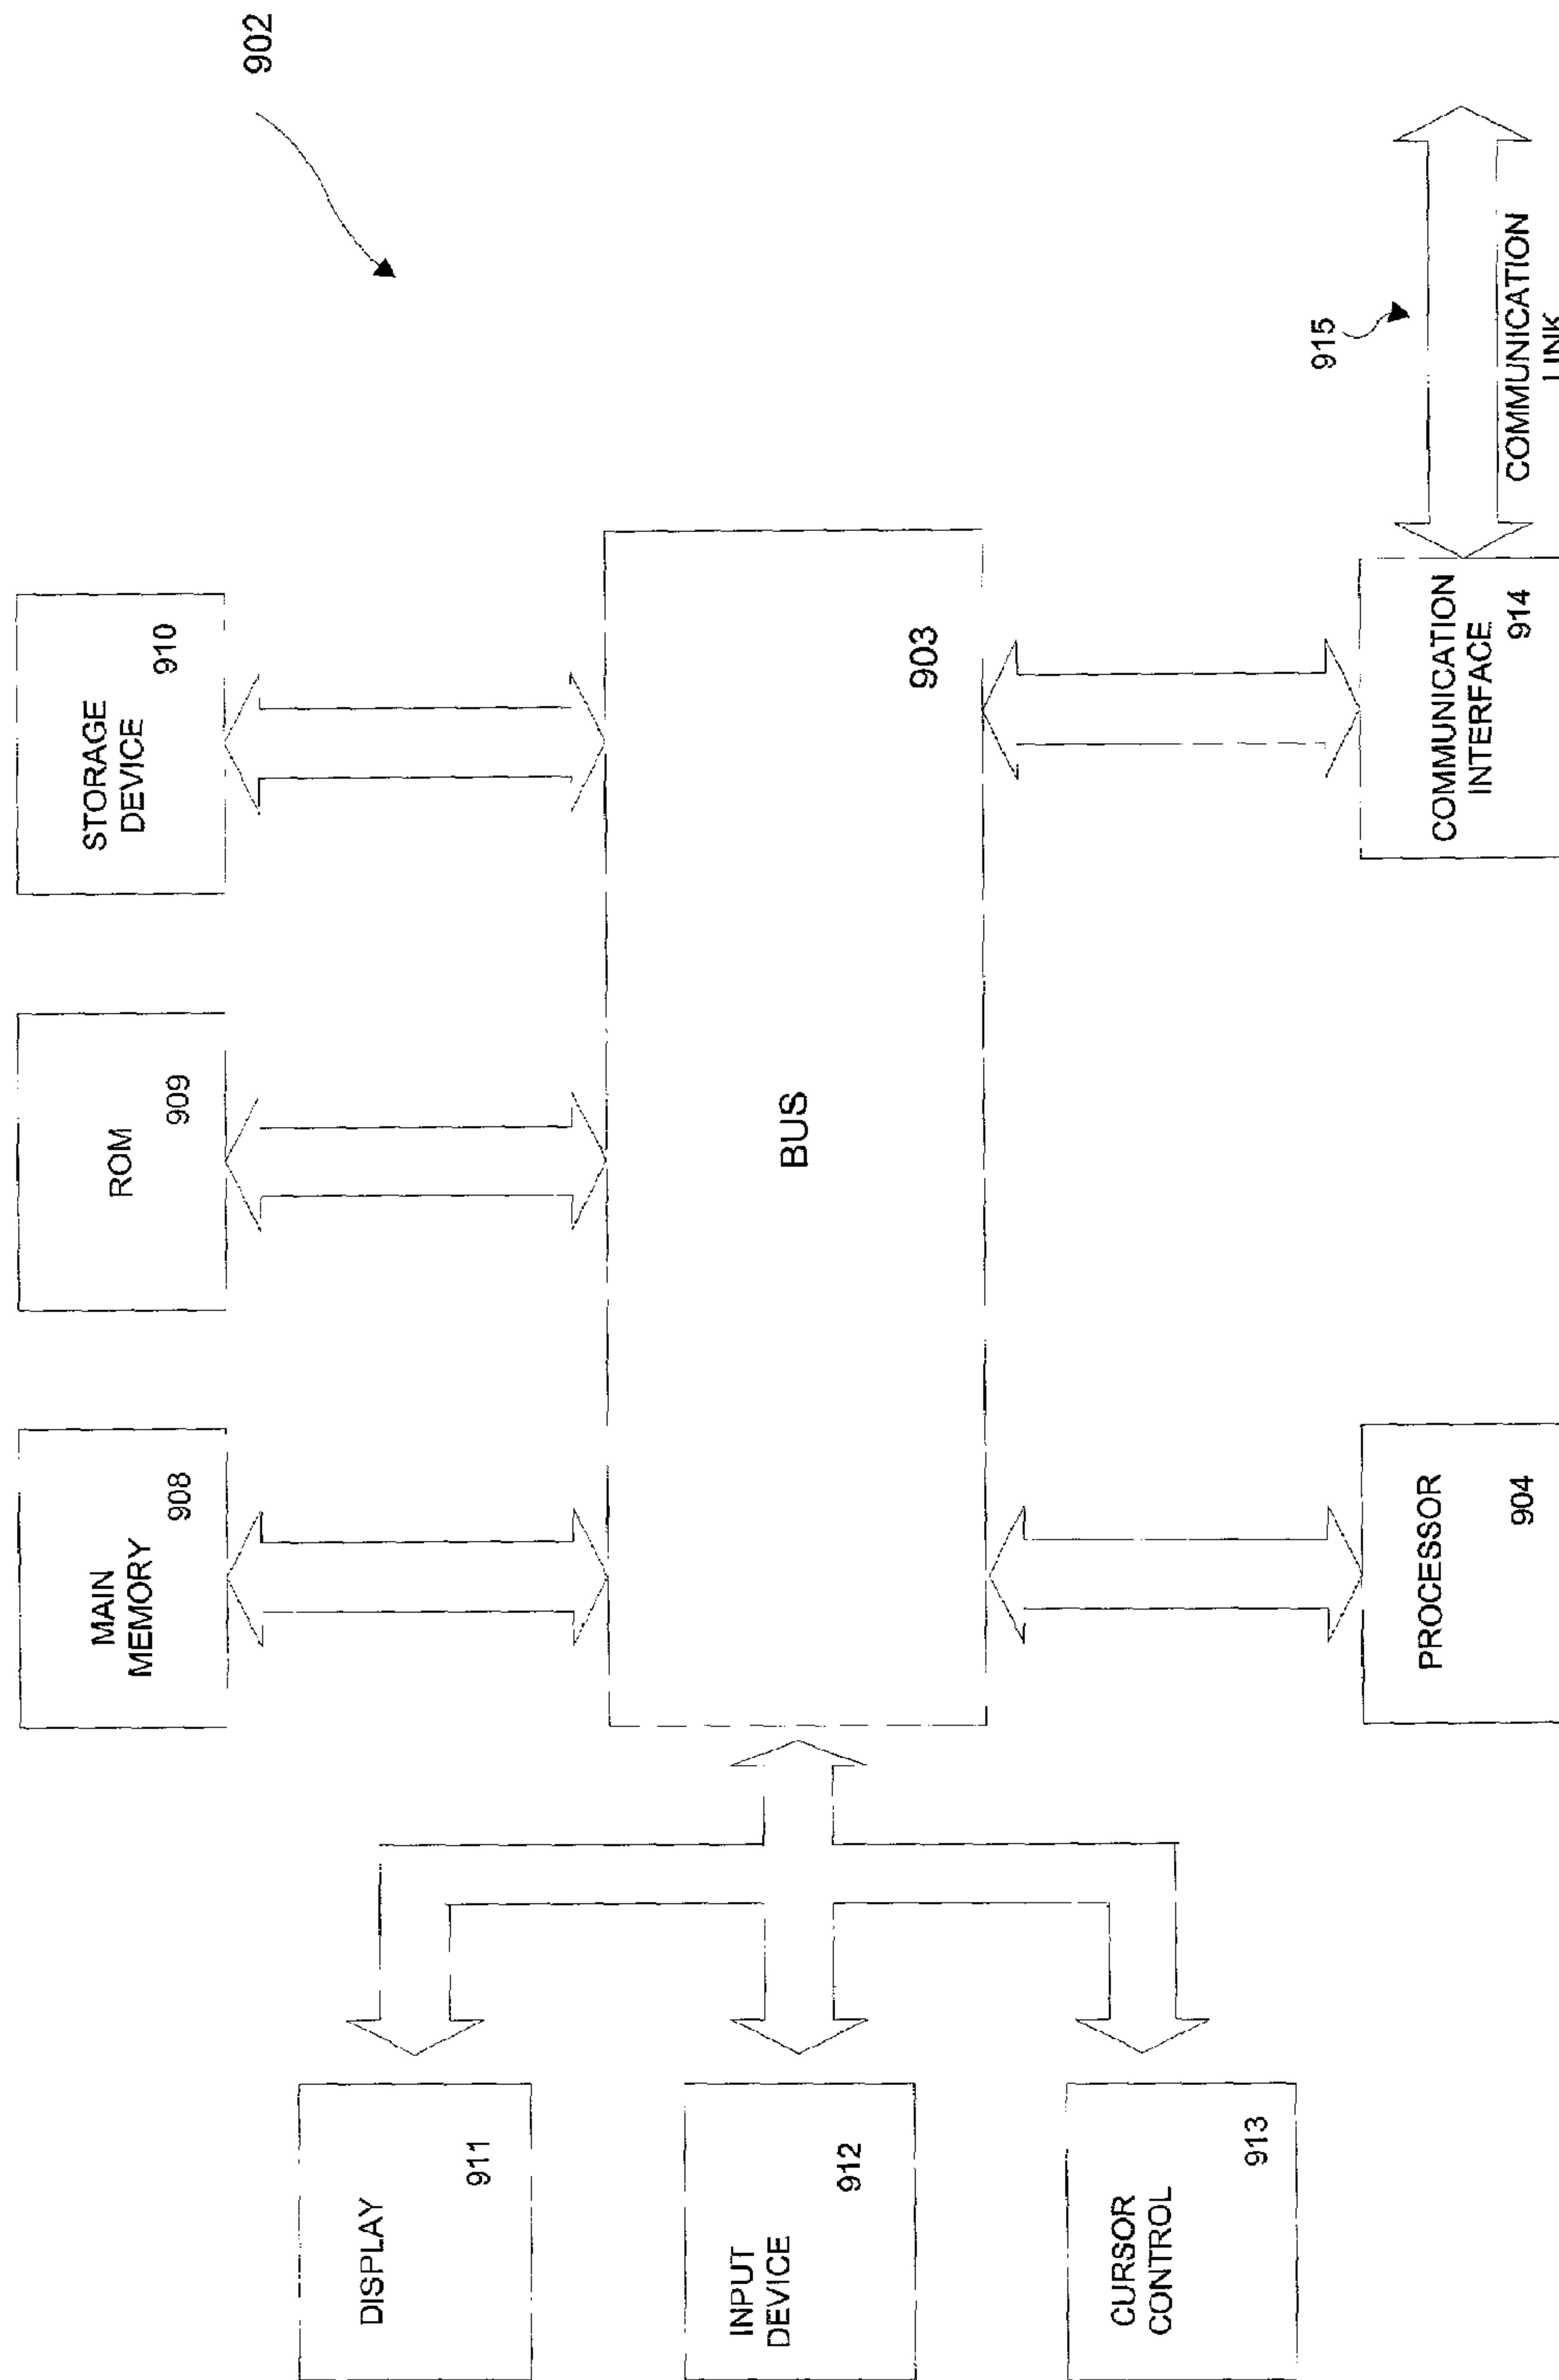 902
MAIN
MEMORY
908
ROM
909
STORAGE
DEVICE
910
DISPLAY
911
INPUT
DEVICE
912
CURSOR
CONTROL
913
BUS
903
PROCESSOR
904
COMMUNICATION
INTERFACE
914
915
COMMUNICATION
LINK